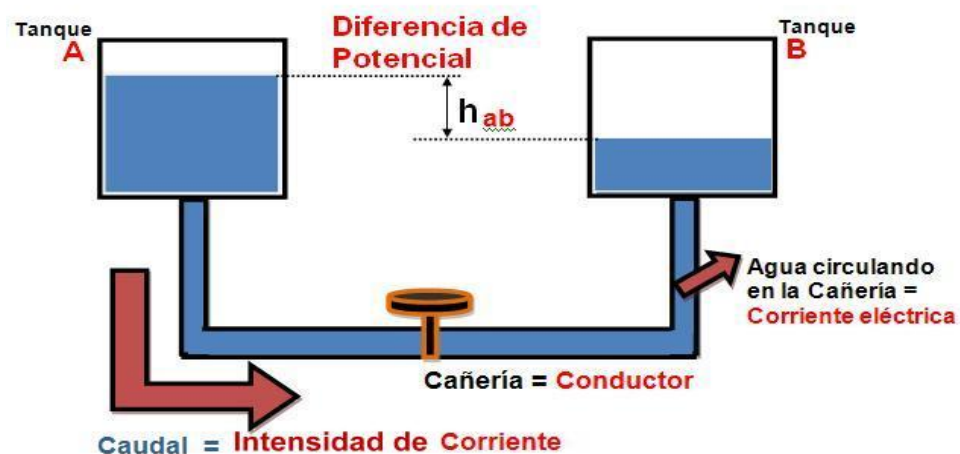 Tanque
A
Diferencia de
Potencial
Tanque
B
h ab
Agua circulando
en la Cañería =
Corriente eléctrica
Cañería = Conductor
Caudal = Intensidad de Corriente